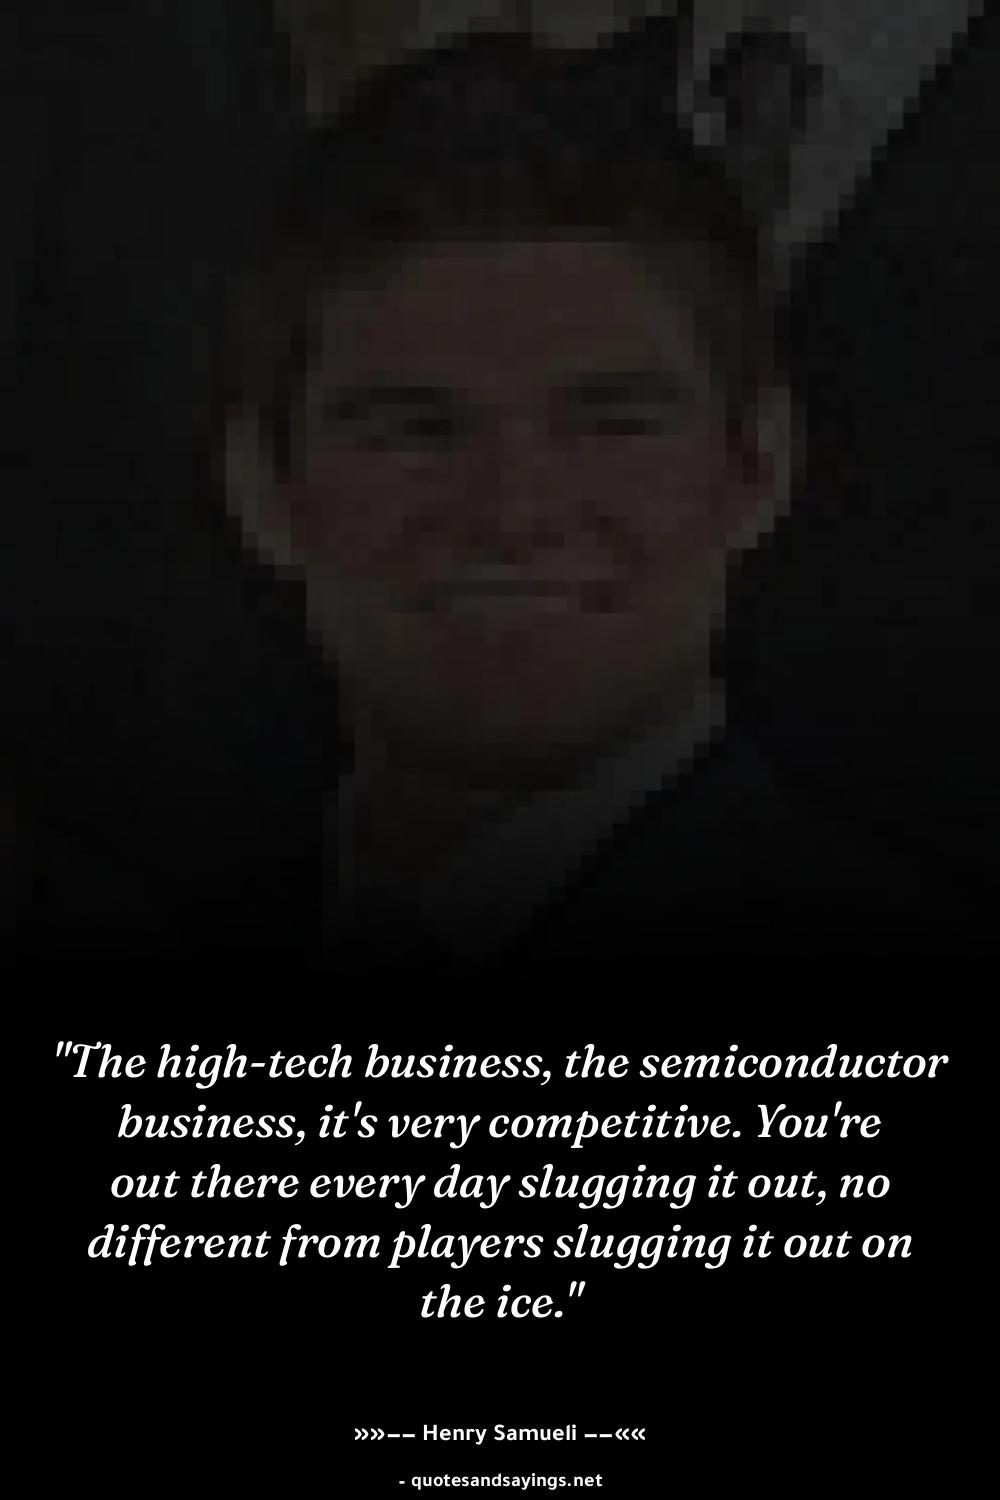 "The high-tech business, the semiconductor
business, it's very competitive. You're
out there every day slugging it out, no
different from players slugging it out on
the ice."
»»−− Henry Samueli −−««
- quotesandsayings.net